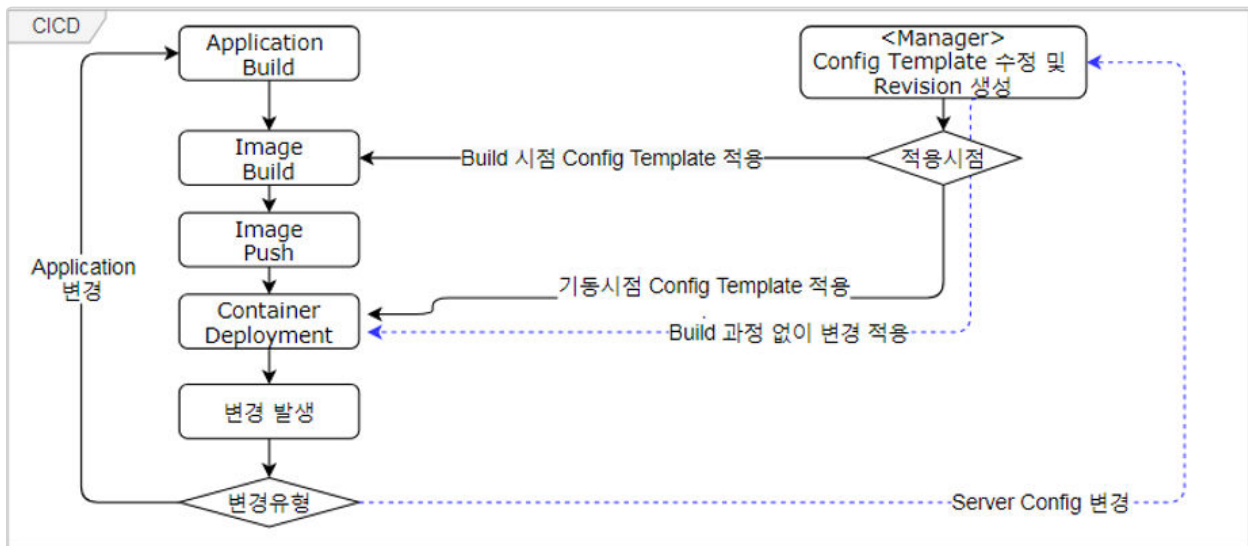 CICD
Application
Build
<Manager>
Config Template 수정 및
Revision 생성
Image
Build
Build 시점 Config Template 적용
적용시점
Image
Push
Application
변경
기동시점 Config Template 적용
Container
Deployment
Build 과정 없이 변경 적용
변경 발생
변경유형
Server Config 변경